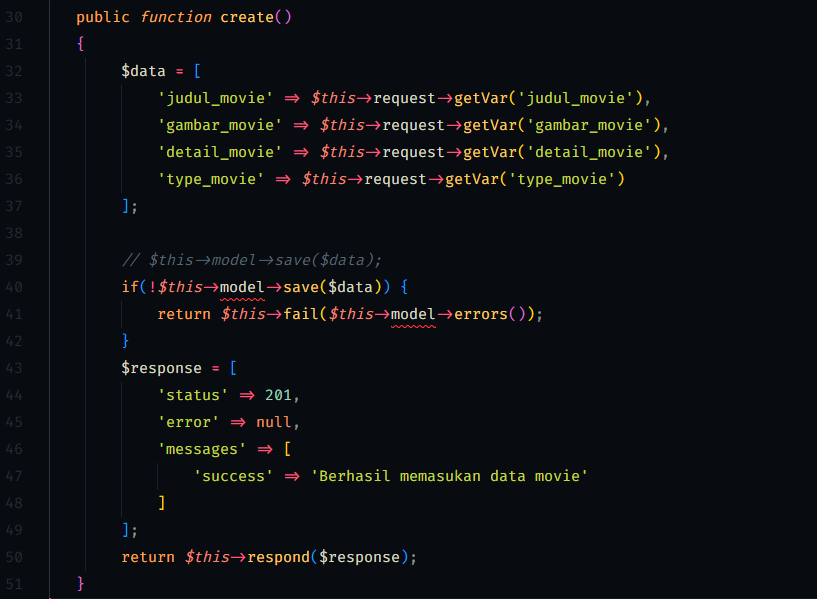 30 public function create()
31 {
32 $data = [
33 'judul_movie' => $this->request->getVar('judul_movie'),
34 'gambar_movie' => $this->request->getVar('gambar_movie'),
35 'detail_movie' => $this->request->getVar('detail_movie'),
36 'type_movie' => $this->request->getVar('type_movie')
37 ];
38
39 // $this->model->save($data);
40 if(!$this->model->save($data)) {
41 return $this->fail($this->model->errors());
42 }
43 $response = [
44 'status' => 201,
45 'error' => null,
46 'messages' => [
47 'success' => 'Berhasil memasukan data movie'
48 ]
49 ];
50 return $this->respond($response);
51 }